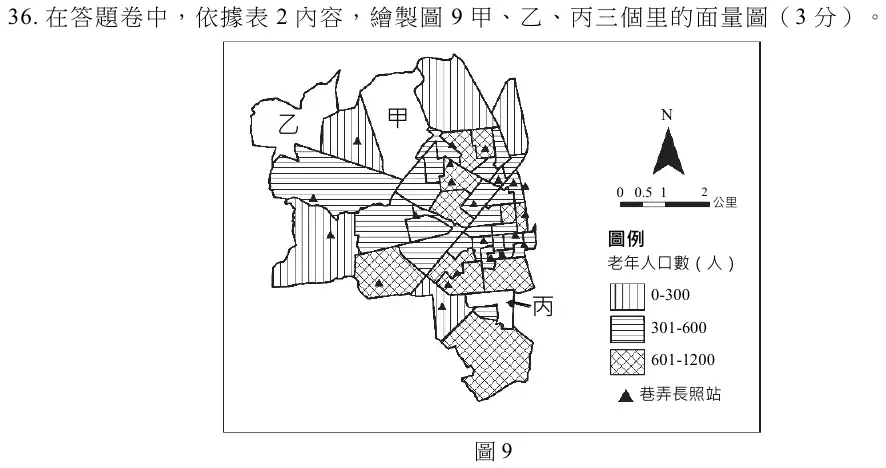 36. 在答題卷中，依據表 2 內容，繪製圖 9 甲、乙、丙三個里的面量圖（3 分）。
乙
甲
N
0 0.5 1 2 公里
圖例
老年人口數（人）
0-300
301-600
601-1200
巷弄長照站
丙
圖 9